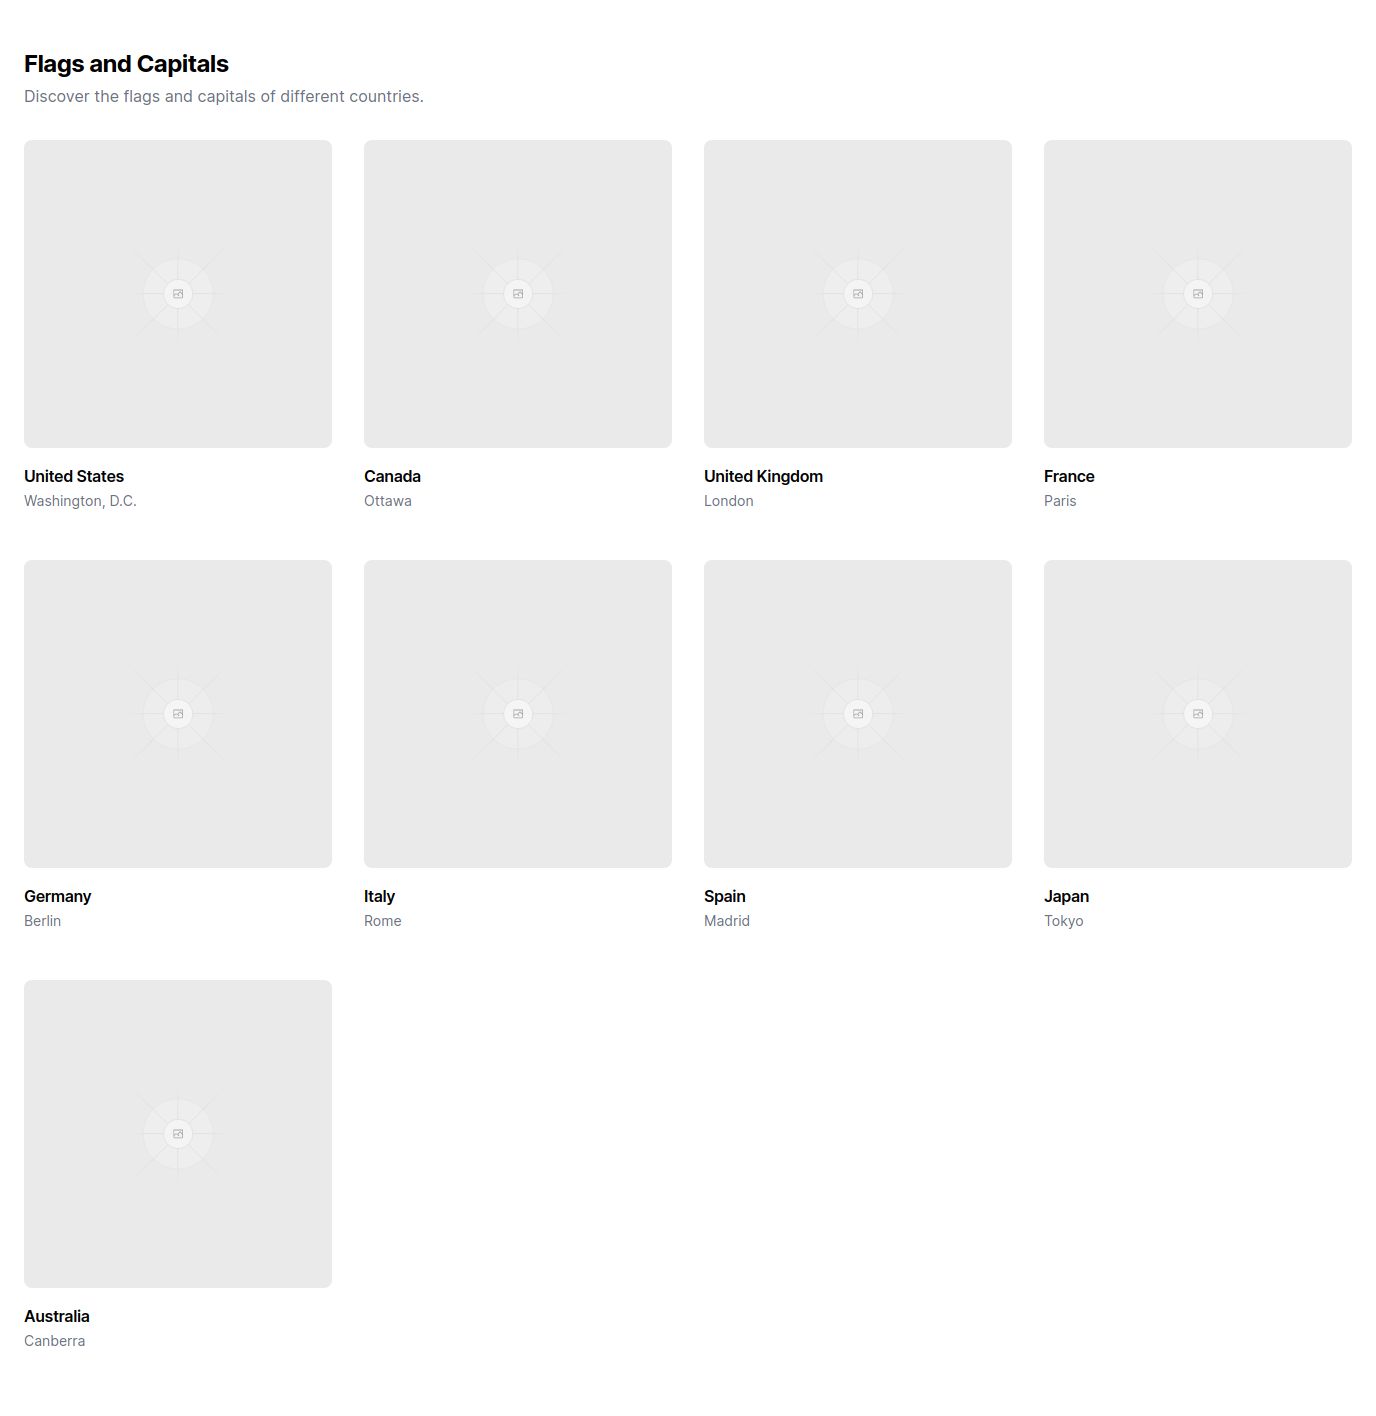 Flags and Capitals
Discover the flags and capitals of different countries.
United States
Washington, D.C.
Canada
Ottawa
United Kingdom
London
France
Paris
Germany
Berlin
Italy
Rome
Spain
Madrid
Japan
Tokyo
Australia
Canberra